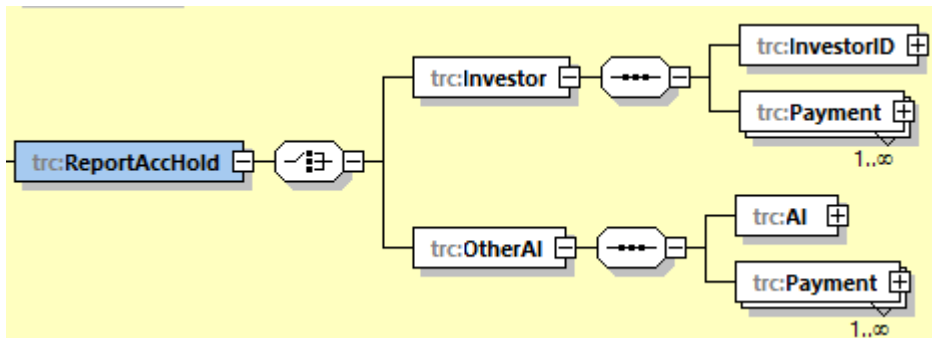 trc:InvestorID
trc:Investor
trc:Payment
1..∞
trc:ReportAccHold
trc:AI
trc:OtherAI
trc:Payment
1..∞